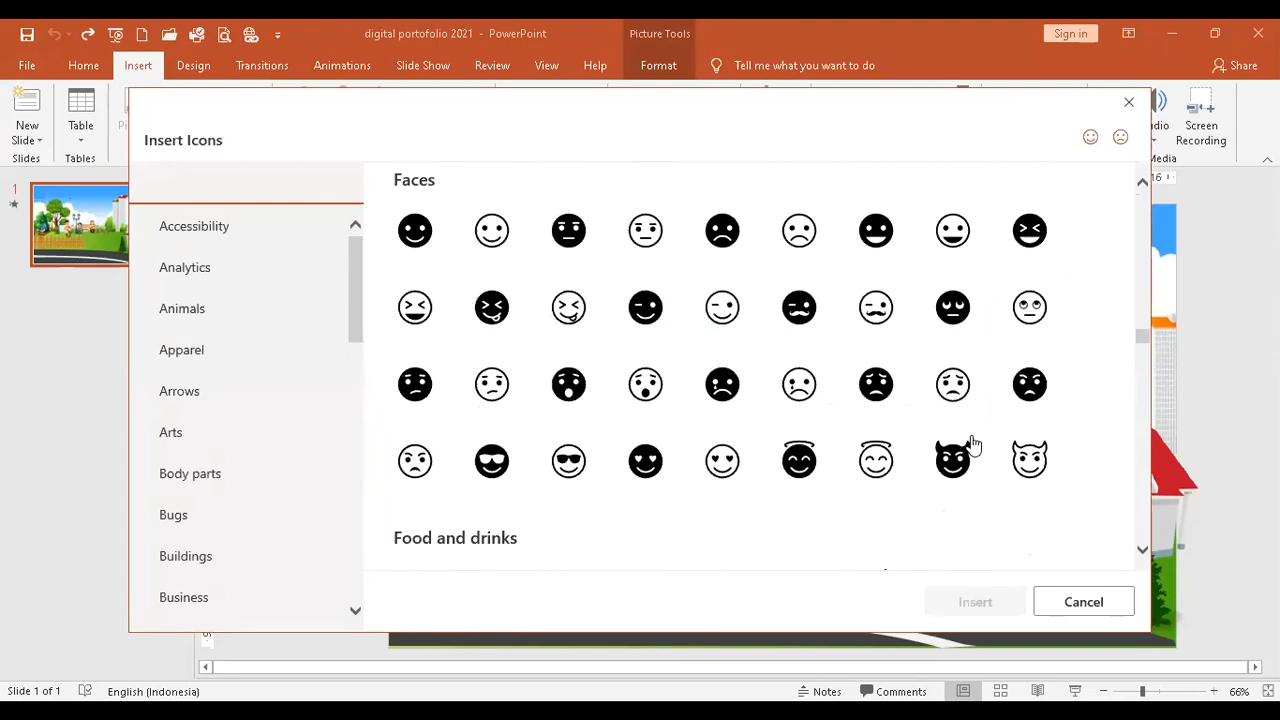 digital portofolio 2021 - PowerPoint
Picture Tools
Sign in
File
Home
Insert
Design
Transitions
Animations
Slide Show
Review
View
Help
Format
Tell me what you want to do
Share
New
Slide
Slides
Table
Tables
Screen
Recording
16
Insert Icons
Accessibility
Analytics
Animals
Apparel
Arrows
Arts
Body parts
Bugs
Buildings
Business
Faces
Food and drinks
Insert
Cancel
1
Slide 1 of 1
English (Indonesia)
Notes
Comments
66%